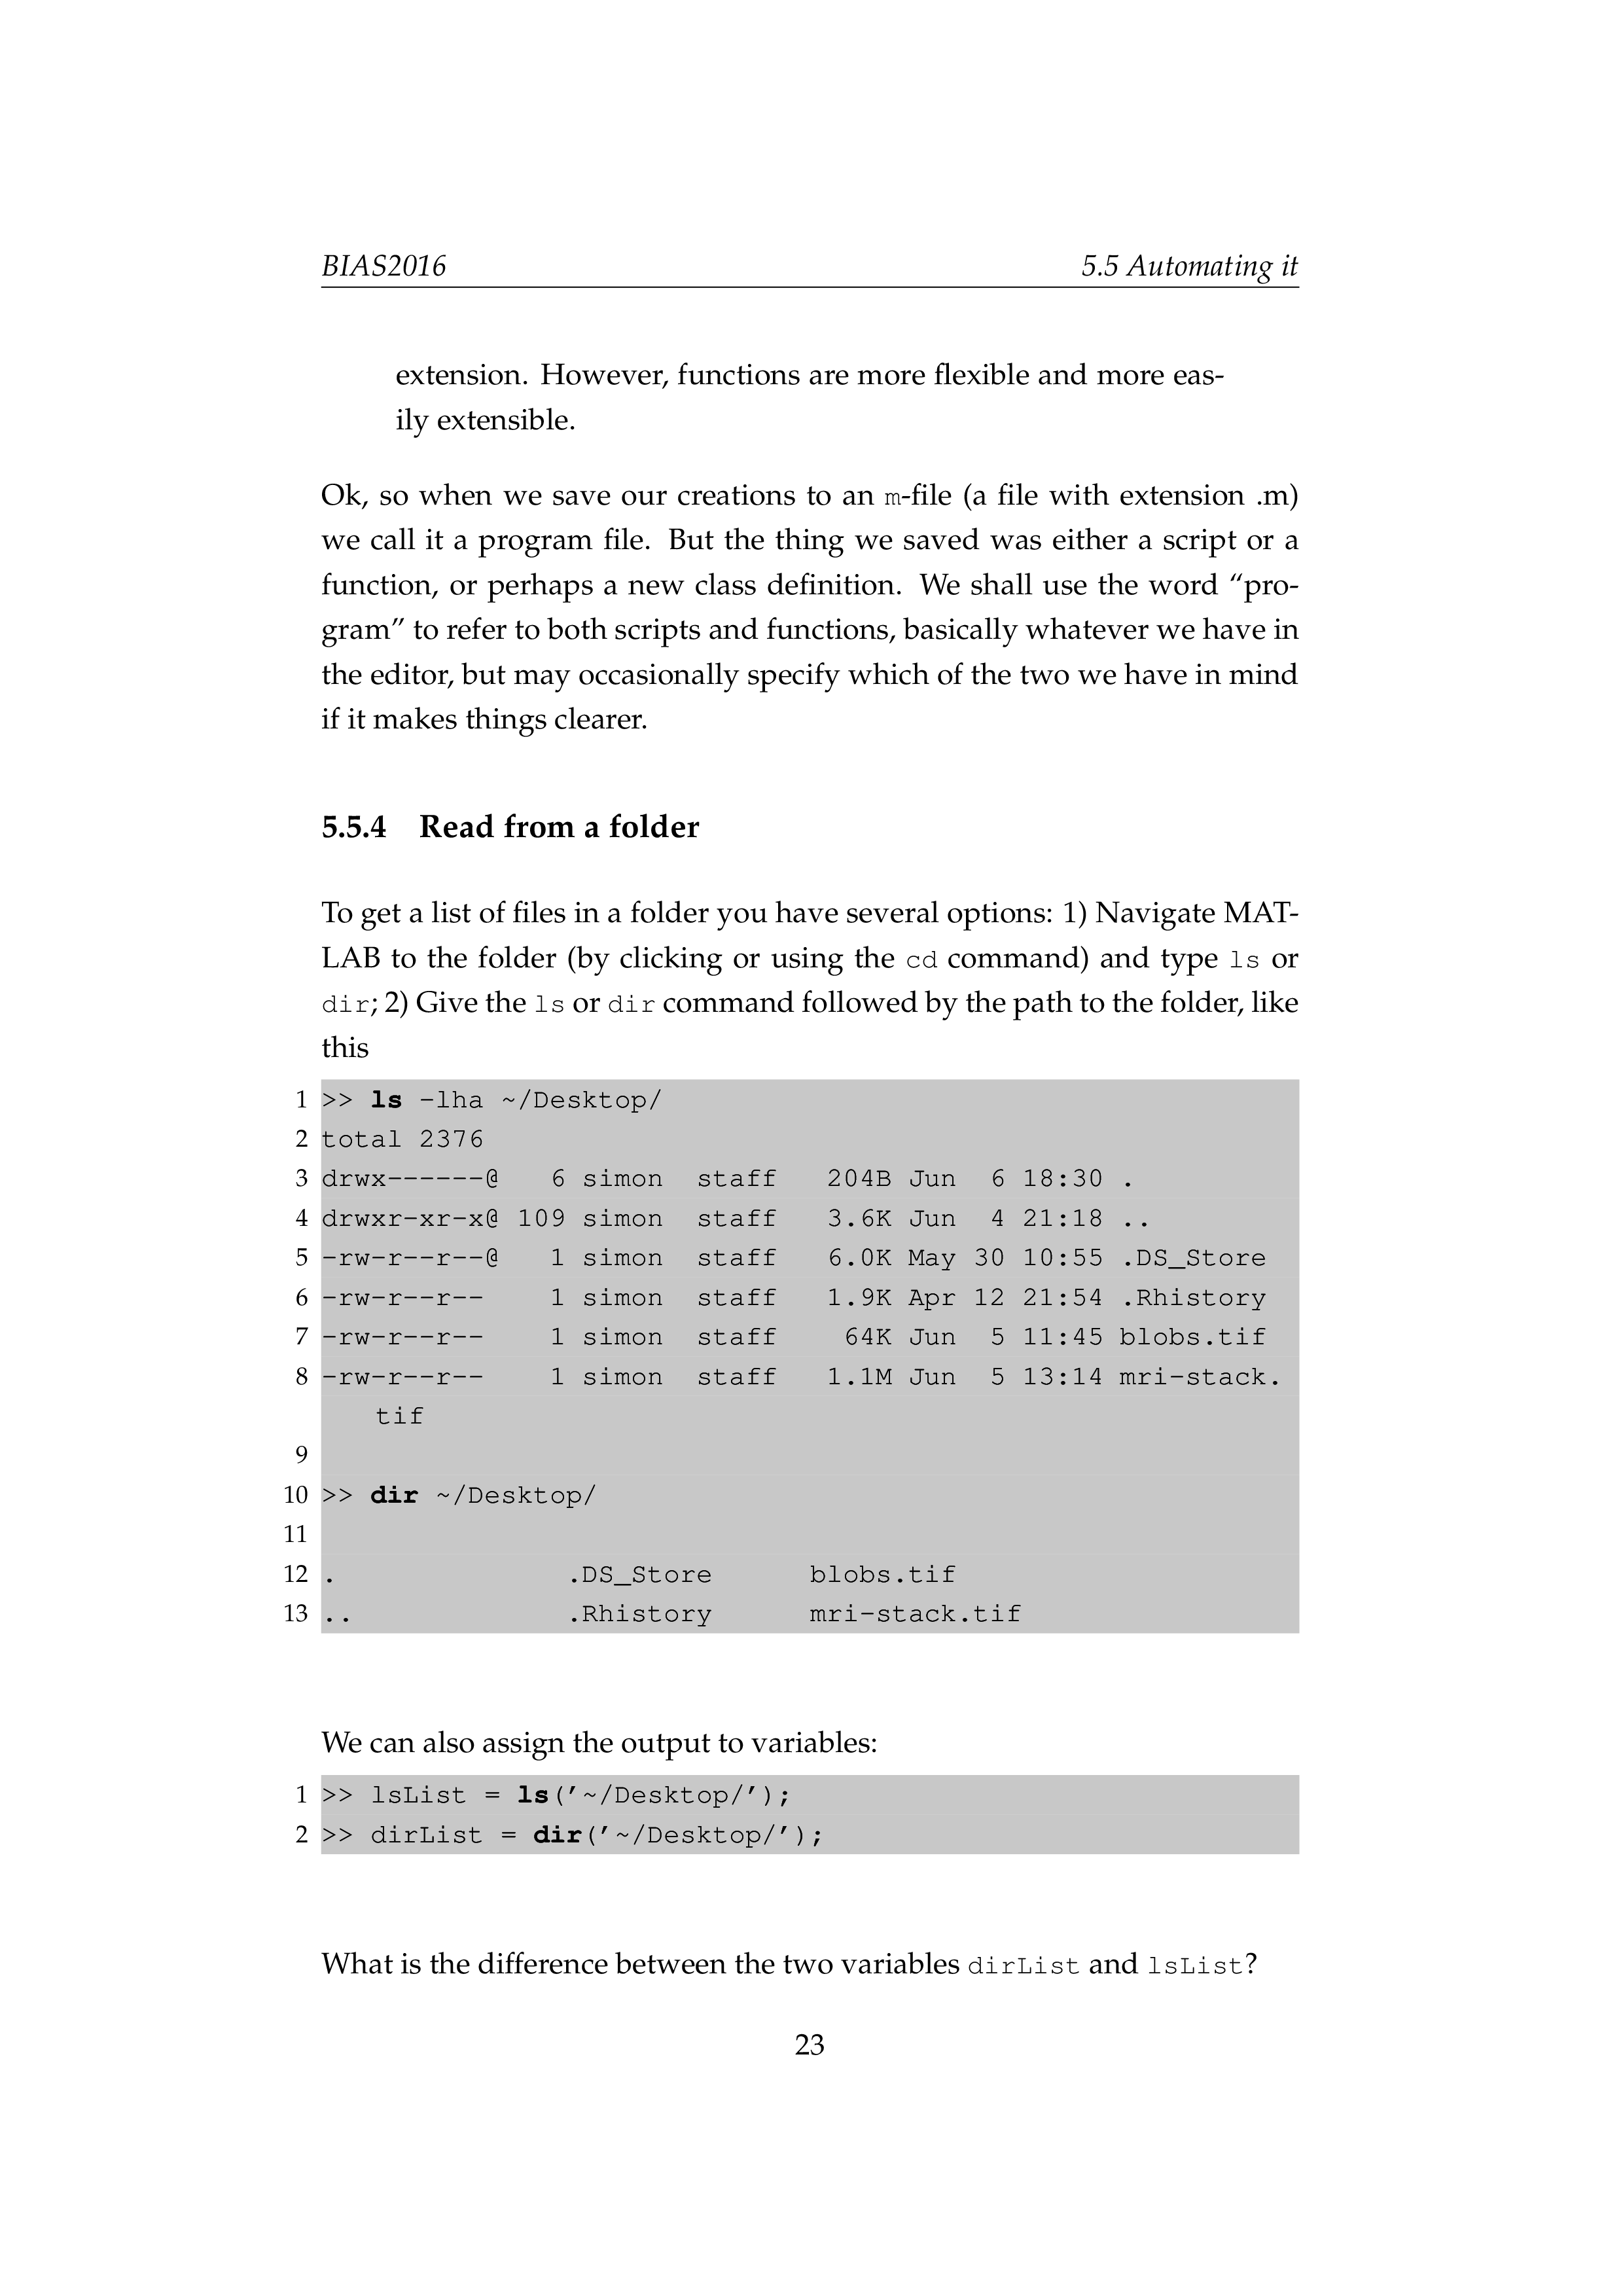 BIAS2016 5.5 Automating it
extension. However, functions are more flexible and more eas-
ily extensible.
Ok, so when we save our creations to an m-file (a file with extension .m)
we call it a program file. But the thing we saved was either a script or a
function, or perhaps a new class definition. We shall use the word “pro-
gram” to refer to both scripts and functions, basically whatever we have in
the editor, but may occasionally specify which of the two we have in mind
if it makes things clearer.
5.5.4 Read from a folder
To get a list of files in a folder you have several options: 1) Navigate MAT-
LAB to the folder (by clicking or using the cd command) and type ls or
dir; 2) Give the ls or dir command followed by the path to the folder, like
this
1 >> ls -lha ~/Desktop/
2 total 2376
3 drwx------@ 6 simon staff 204B Jun 6 18:30 .
4 drwxr-xr-x@ 109 simon staff 3.6K Jun 4 21:18 ..
5 -rw-r--r--@ 1 simon staff 6.0K May 30 10:55 .DS_Store
6 -rw-r--r-- 1 simon staff 1.9K Apr 12 21:54 .Rhistory
7 -rw-r--r-- 1 simon staff 64K Jun 5 11:45 blobs.tif
8 -rw-r--r-- 1 simon staff 1.1M Jun 5 13:14 mri-stack.
tif
9
10 >> dir ~/Desktop/
11
12 . .DS_Store blobs.tif
13 .. .Rhistory mri-stack.tif
We can also assign the output to variables:
1 >> lsList = ls(’~/Desktop/’);
2 >> dirList = dir(’~/Desktop/’);
What is the difference between the two variables dirList and lsList?
23